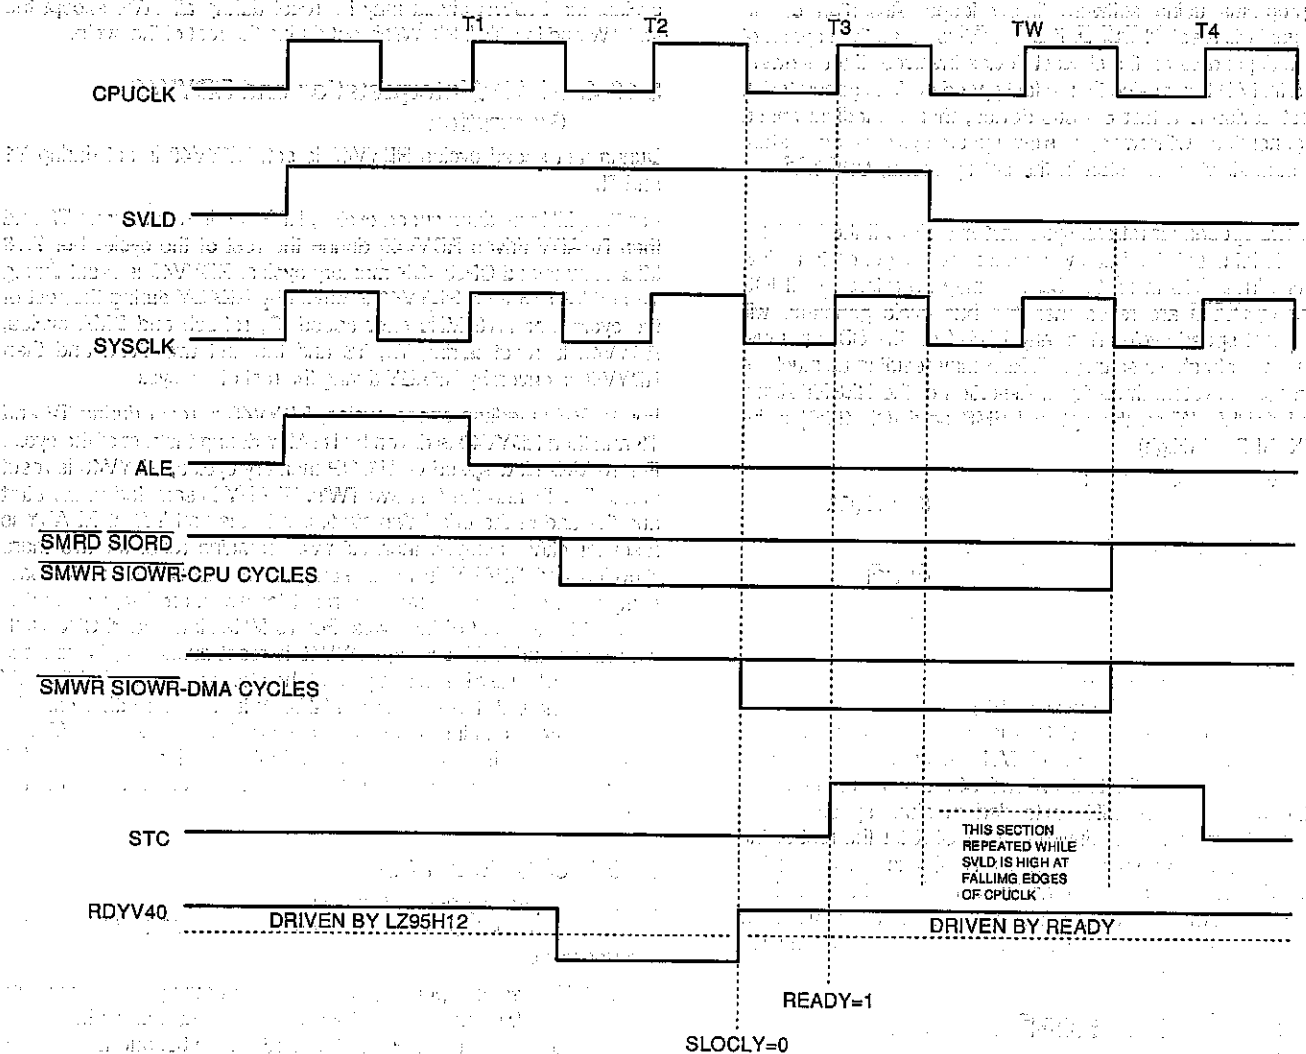 T1 T2 T3 TW T4
CPUCLK
SVLD
SYSCLK
ALE
SMRD SIORD
SMWR SIOWR-CPU CYCLES
SMWR SIOWR-DMA CYCLES
STC
THIS SECTION
REPEATED WHILE
SVLD IS HIGH AT
FALLIMG EDGES
OF CPUCLK
RDYV40
DRIVEN BY LZ95H12
DRIVEN BY READY
READY=1
SLOCLY=0